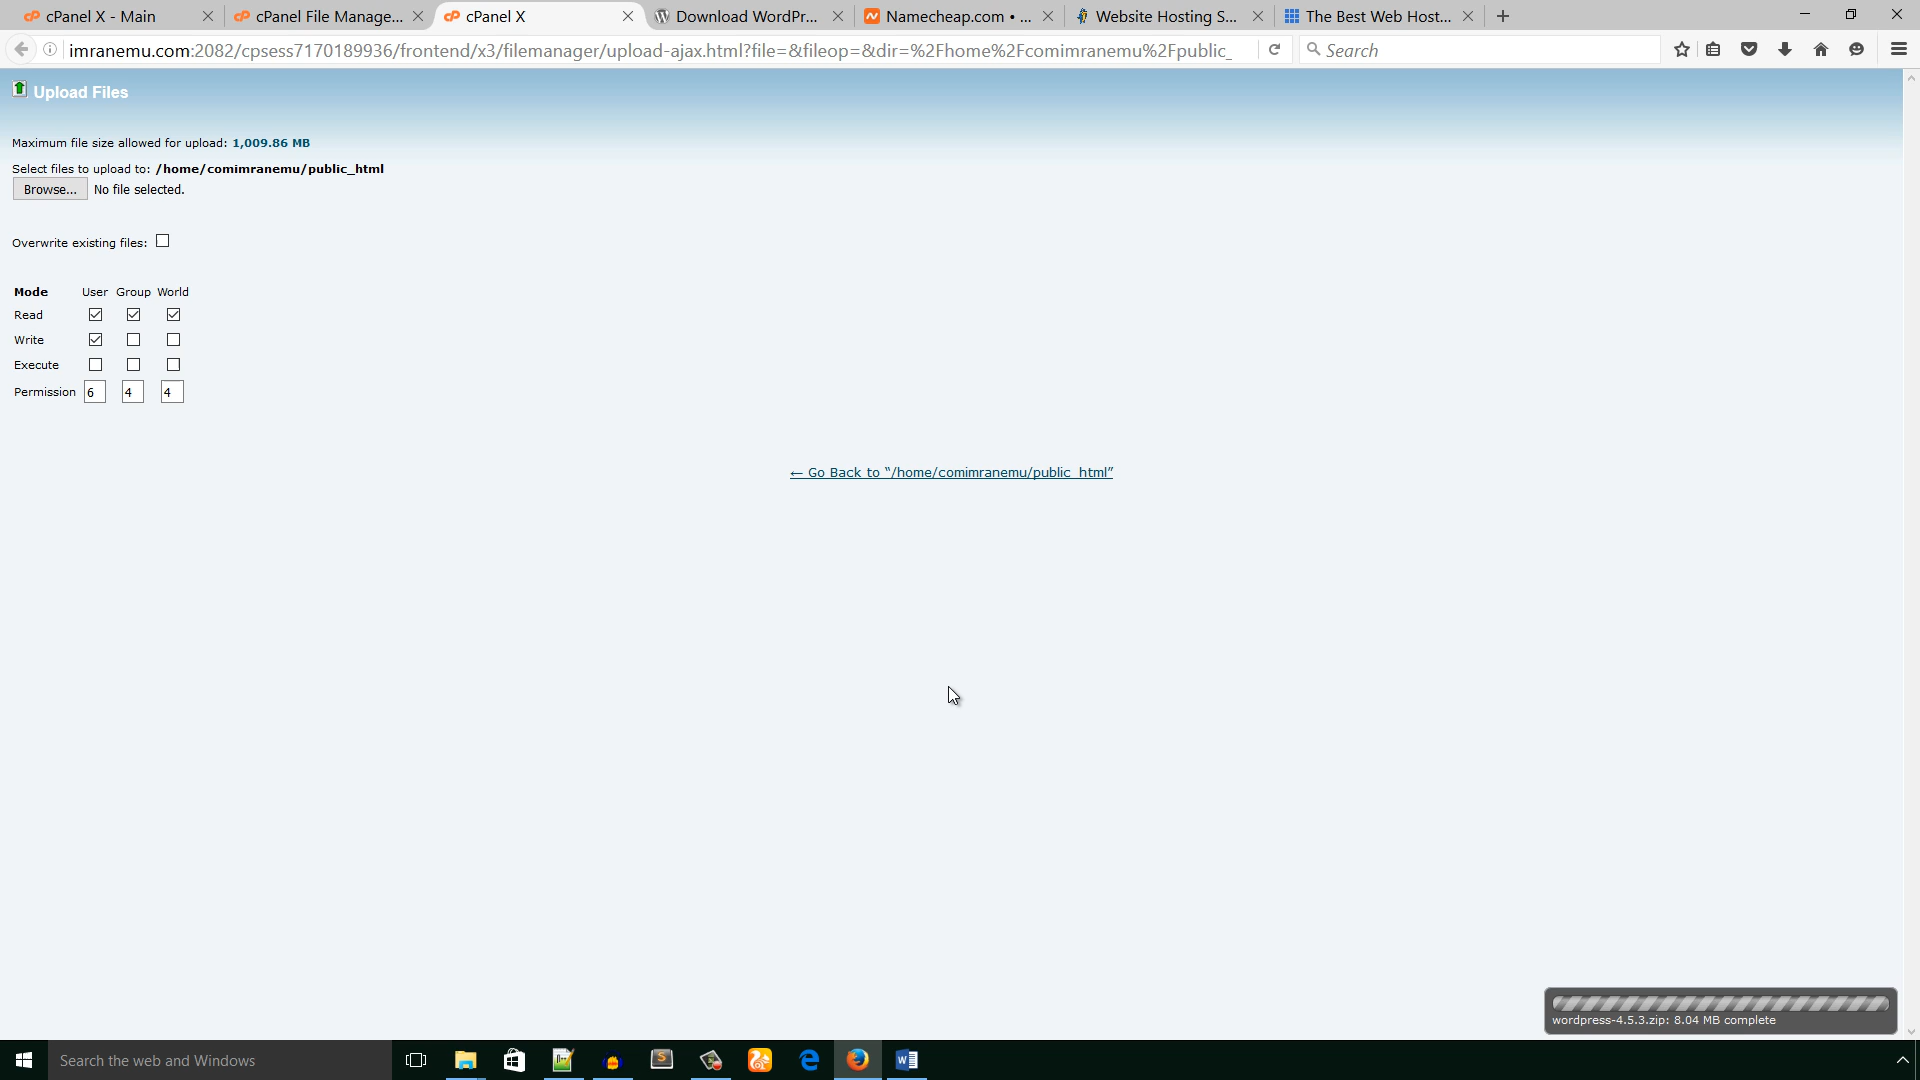 cPanel X - Main
cPanel File Manage...
cPanel X
Download WordPr...
Namecheap.com • ...
Website Hosting S...
The Best Web Host...
imranemu.com:2082/cpsess7170189936/frontend/x3/filemanager/upload-ajax.html?file=&fileop=&dir=%2Fhome%2Fcomimranemu%2Fpublic_
Search
Upload Files
Maximum file size allowed for upload: 1,009.86 MB
Select files to upload to: /home/comimranemu/public_html
Browse... No file selected.
Overwrite existing files:
Mode User Group World
Read
Write
Execute
Permission 6 4 4
← Go Back to “/home/comimranemu/public_html”
wordpress-4.5.3.zip: 8.04 MB complete
Search the web and Windows